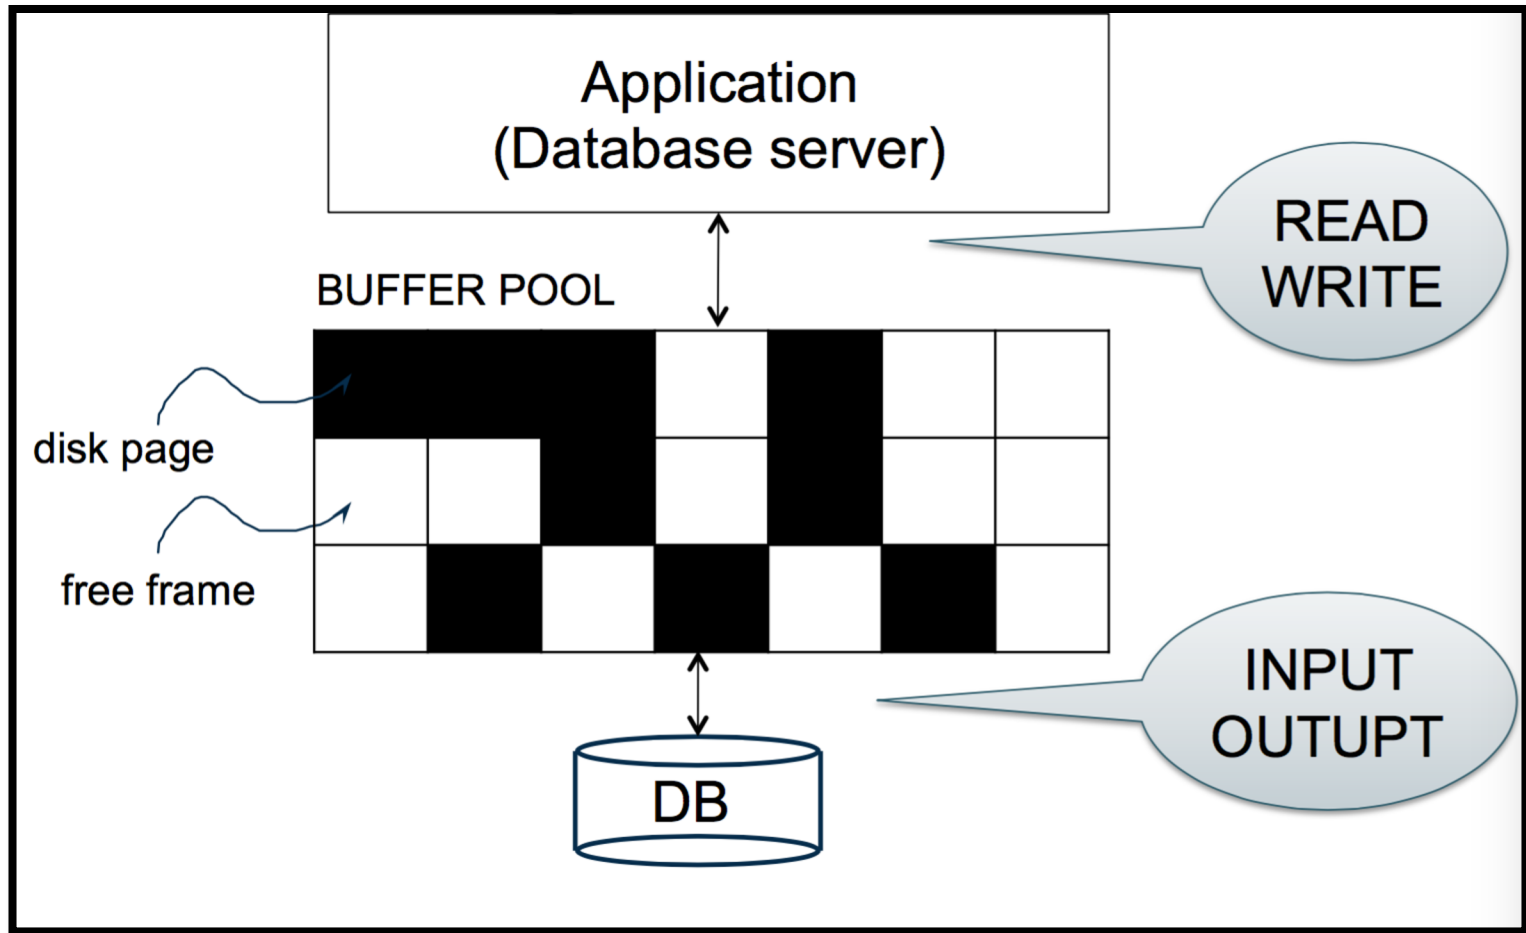 Application
(Database server)
READ
WRITE
BUFFER POOL
disk page
free frame
INPUT
OUTUPT
DB